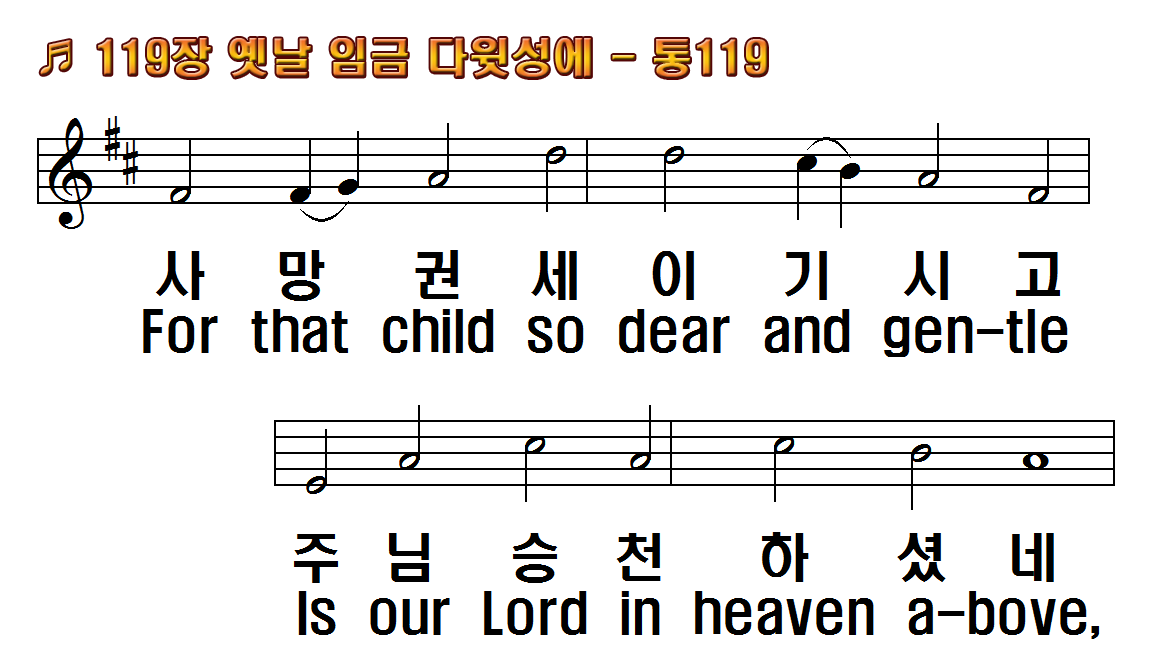 ♬ 119장 옛날 임금 다윗성에 - 통119
사 망 권 세 이 기 시 고
For that child so dear and gen-tle
주 님 승 천 하 셨 네
Is our Lord in heaven a-bove,